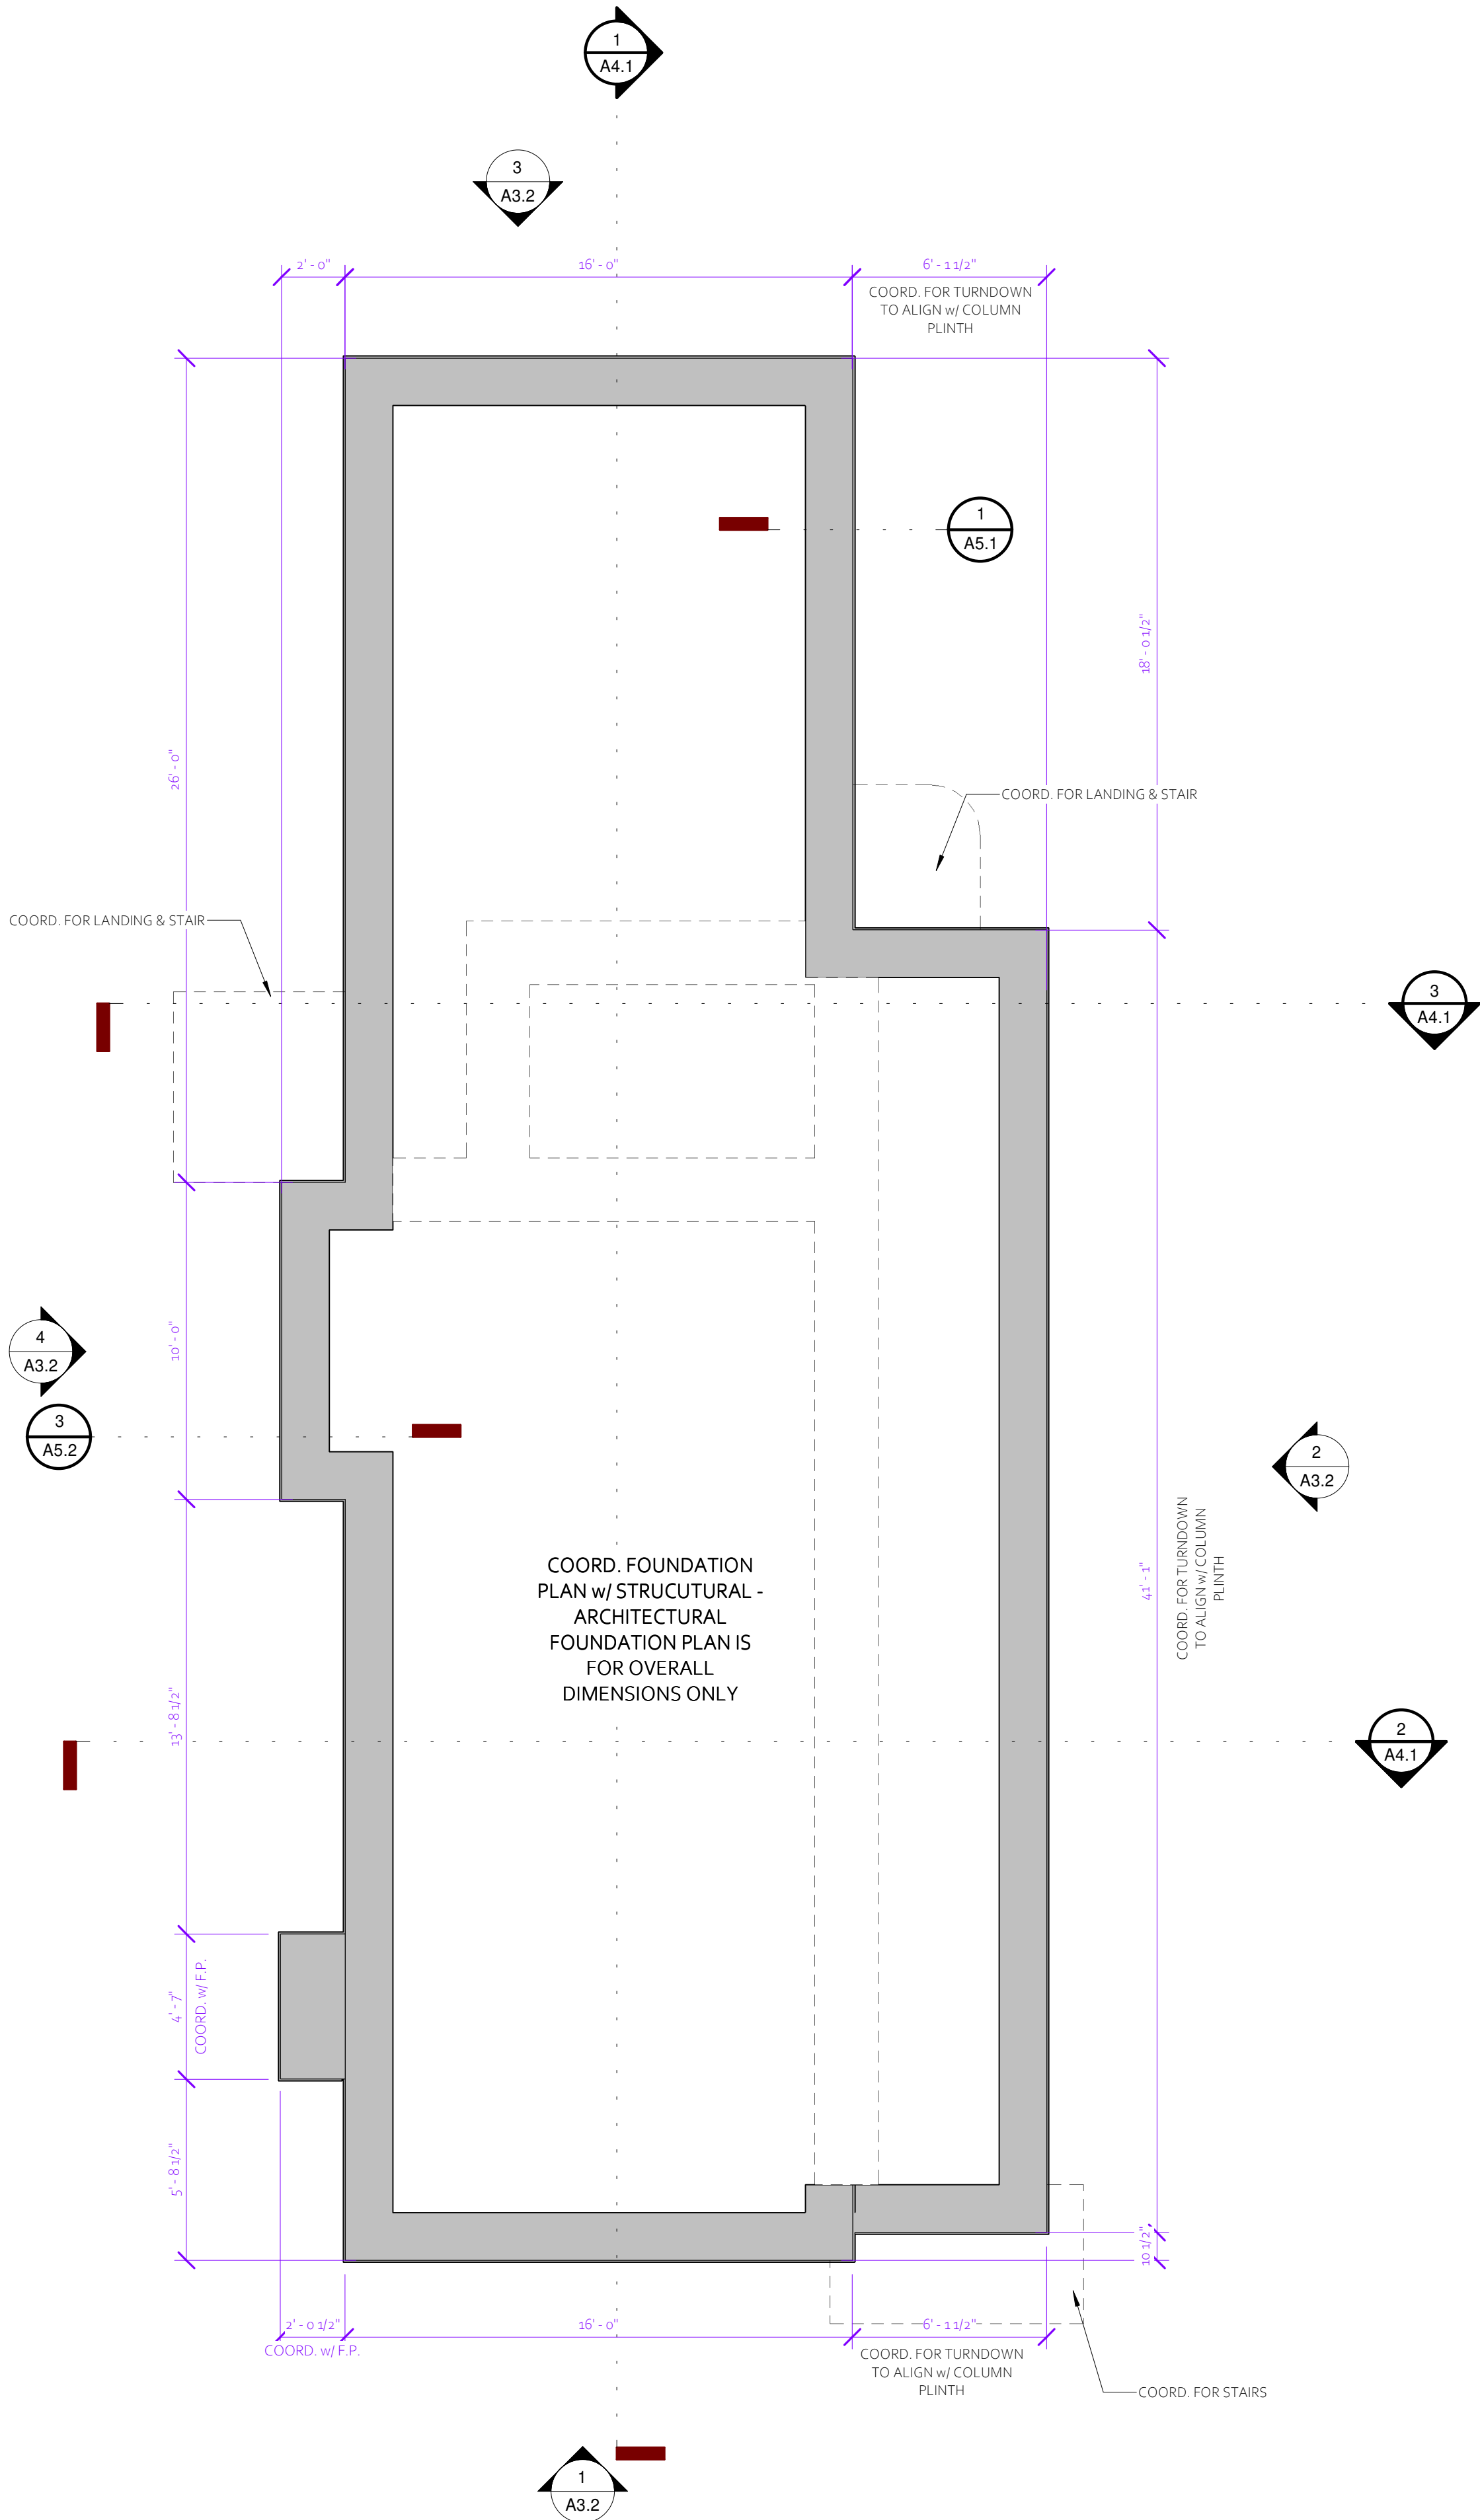 1
A4.1
3
A3.2
2' - 0"
16' - 0"
6' - 1 1/2"
COORD. FOR TURNDOWN
TO ALIGN w/ COLUMN
PLINTH
1
A5.1
18' - 0 1/2"
26' - 0"
COORD. FOR LANDING & STAIR
COORD. FOR LANDING & STAIR
3
A4.1
10' - 0"
4
A3.2
3
A5.2
2
A3.2
COORD. FOR TURNDOWN
TO ALIGN w/ COLUMN
PLINTH
41' - 1"
COORD. FOUNDATION
PLAN w/ STRUCUTURAL -
ARCHITECTURAL
FOUNDATION PLAN IS
FOR OVERALL
DIMENSIONS ONLY
13' - 8 1/2"
2
A4.1
4' - 7"
COORD. w/ F.P.
5' - 8 1/2"
10 1/2"
2' - 0 1/2"
COORD. w/ F.P.
16' - 0"
6' - 1 1/2"
COORD. FOR TURNDOWN
TO ALIGN w/ COLUMN
PLINTH
COORD. FOR STAIRS
1
A3.2